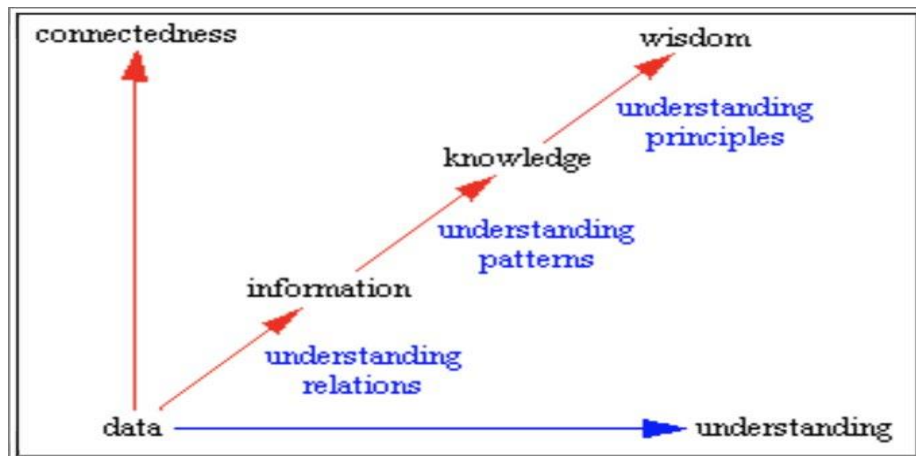 connectedness
wisdom
understanding
principles
knowledge
understanding
patterns
information
understanding
relations
data
understanding